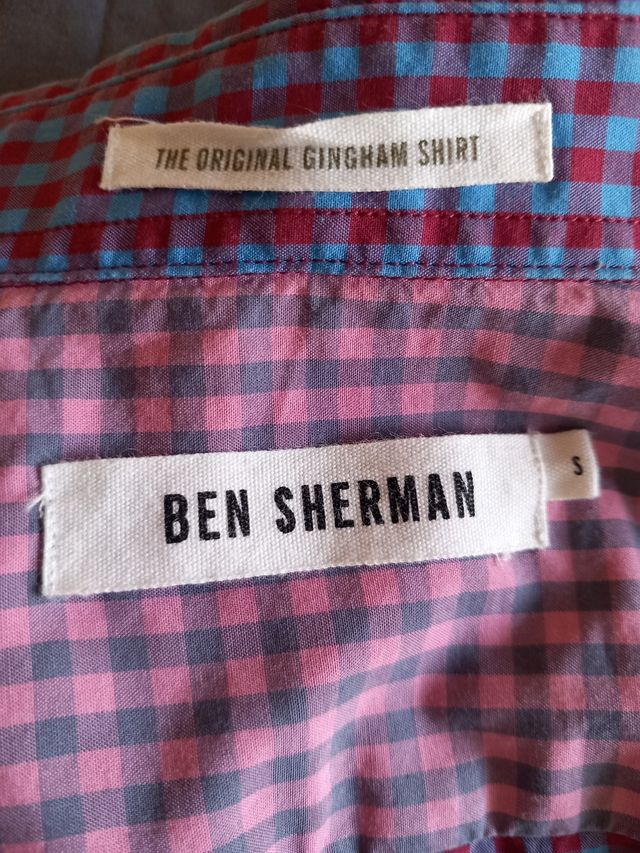 THE ORIGINAL GINGHAM SHIRT
BEN SHERMAN
S